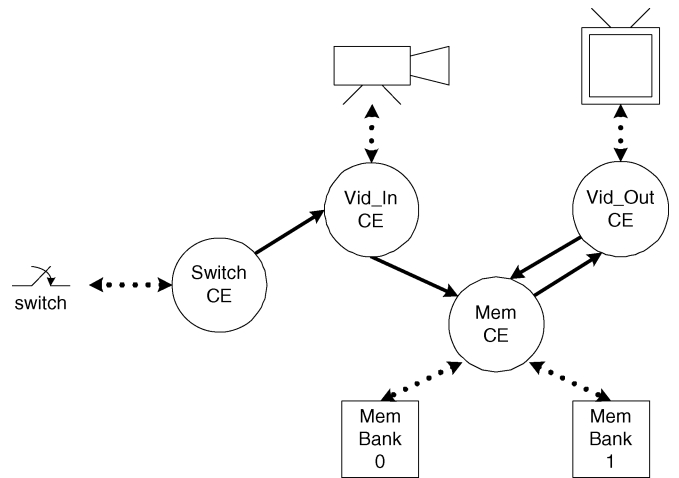 Vid_In
CE
Vid_Out
CE
Switch
CE
switch
Mem
CE
Mem
Bank
0
Mem
Bank
1